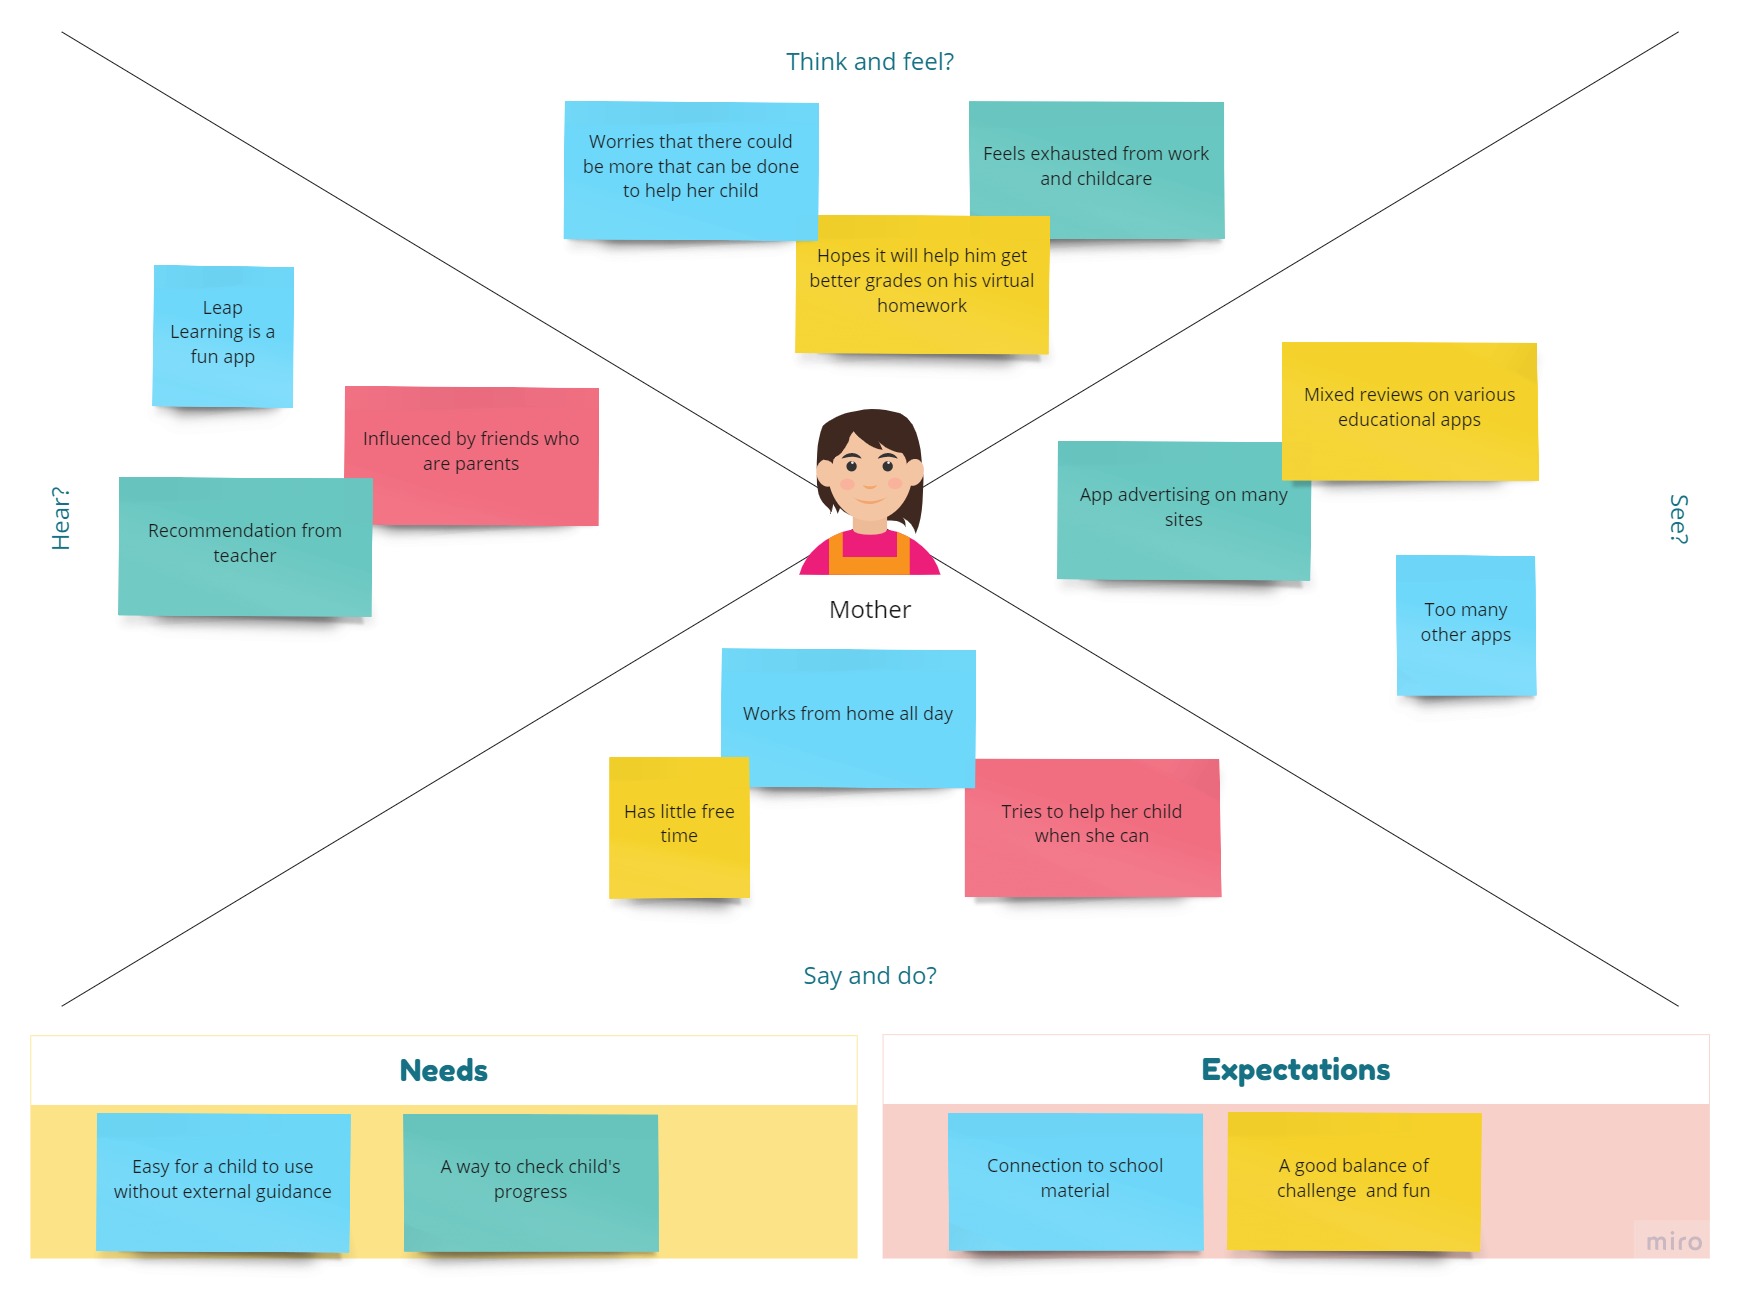 Think and feel?
Worries that there could
be more that can be done
to help her child
Feels exhausted from work
and childcare
Hopes it will help him get
better grades on his virtual
homework
Hear?
Leap
Learning is a
fun app
Influenced by friends who
are parents
Recommendation from
teacher
Mother
See?
Mixed reviews on various
educational apps
App advertising on many
sites
Too many
other apps
Works from home all day
Has little free
time
Tries to help her child
when she can
Say and do?
Needs
Easy for a child to use
without external guidance
A way to check child's
progress
Expectations
Connection to school
material
A good balance of
challenge  and fun
miro